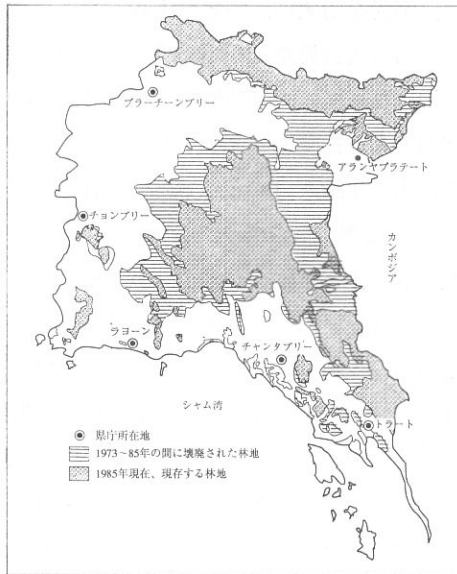 プラーチーンブリー
アランヤプラテート
チョンブリー
カンボジア
ラヨーン
チャンタブリー
シャム湾
トラート
県庁所在地
1973~85年の間に壊廃された林地
1985年現在、現存する林地